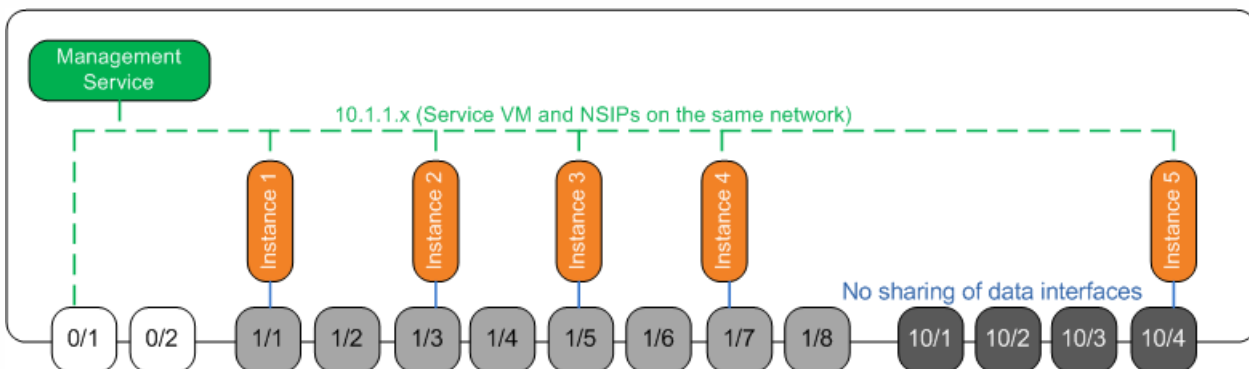 Management
Service
10.1.1.x (Service VM and NSIPs on the same network)
Instance 1
Instance 2
Instance 3
Instance 4
Instance 5
No sharing of data interfaces
0/1
0/2
1/1
1/2
1/3
1/4
1/5
1/6
1/7
1/8
10/1
10/2
10/3
10/4